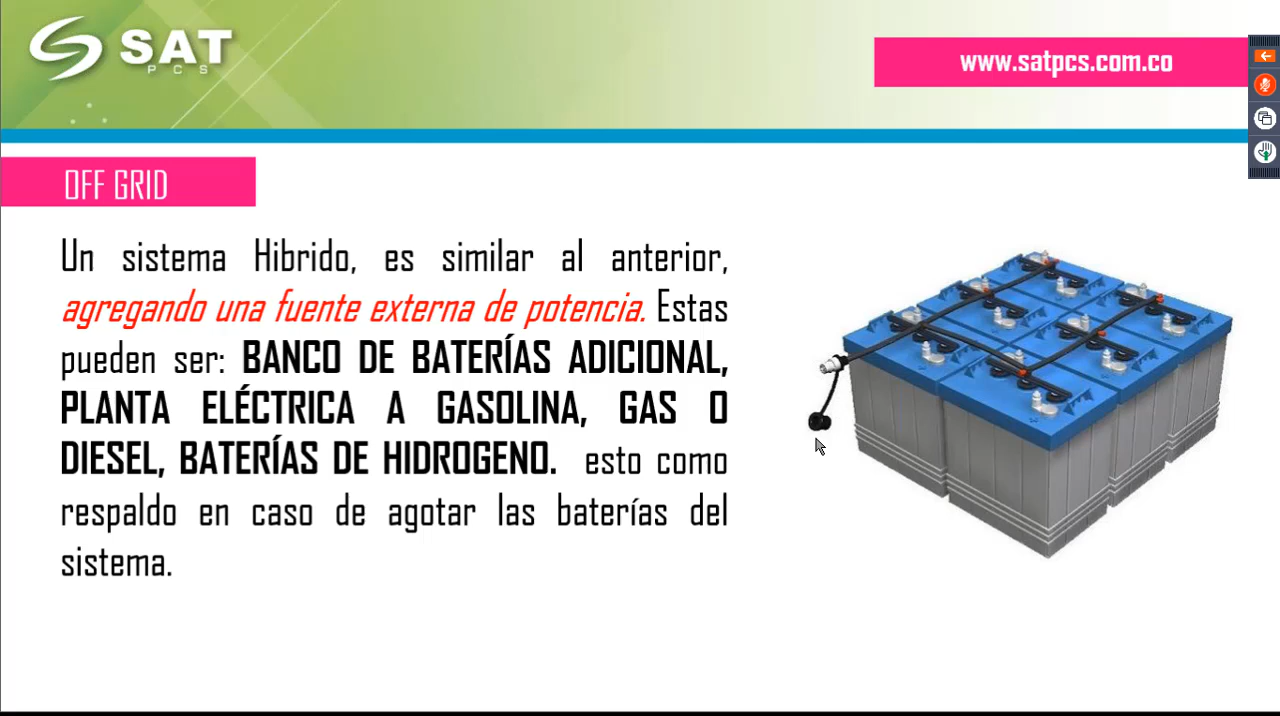 SAT
PCS
www.satpcs.com.co
OFF GRID
Un sistema Hibrido, es similar al anterior,
agregando una fuente externa de potencia. Estas
pueden ser: BANCO DE BATERÍAS ADICIONAL,
PLANTA ELÉCTRICA A GASOLINA, GAS O
DIESEL, BATERÍAS DE HIDROGENO. esto como
respaldo en caso de agotar las baterías del
sistema.